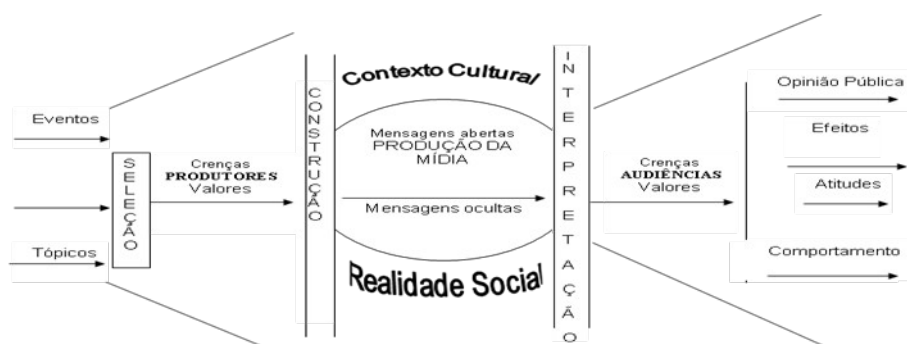 Eventos
Tópicos
SELEÇÃO
Crenças
PRODUTORES
Valores
CONSTRUÇÃO
Contexto Cultural
Mensagens abertas
PRODUÇÃO DA
MÍDIA
Mensagens ocultas
Realidade Social
INTERPRETAÇÃO
Crenças
AUDIÊNCIAS
Valores
Opinião Pública
Efeitos
Atitudes
Comportamento